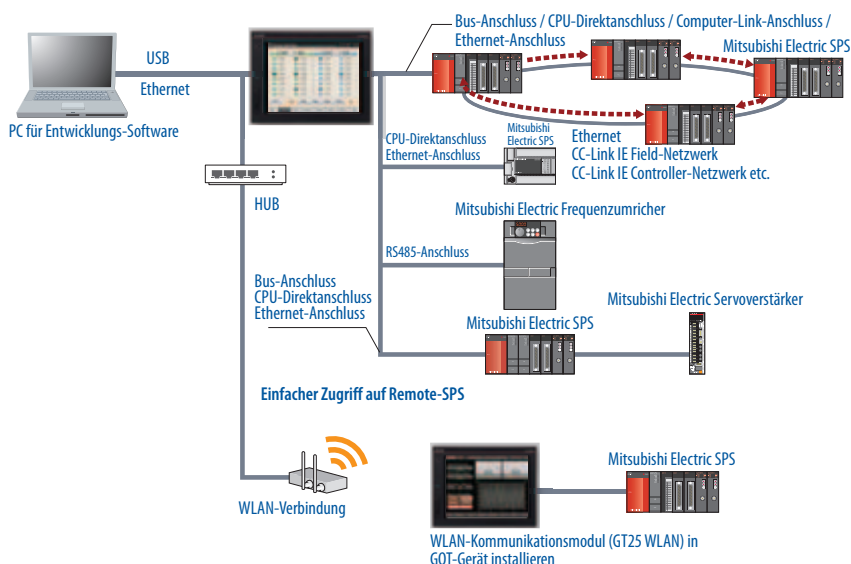 Bus-Anschluss / CPU-Direktanschluss / Computer-Link-Anschluss /
Ethernet-Anschluss
Mitsubishi Electric SPS
USB
Ethernet
PC für Entwicklungs-Software
CPU-Direktanschluss
Ethernet-Anschluss
Mitsubishi
Electric SPS
Ethernet
CC-Link IE Field-Netzwerk
CC-Link IE Controller-Netzwerk etc.
HUB
Mitsubishi Electric Frequenzumricher
RS485-Anschluss
Bus-Anschluss
CPU-Direktanschluss
Ethernet-Anschluss
Mitsubishi Electric Servoverstärker
Mitsubishi Electric SPS
Einfacher Zugriff auf Remote-SPS
Mitsubishi Electric SPS
WLAN-Verbindung
WLAN-Kommunikationsmodul (GT25 WLAN) in
GOT-Gerät installieren